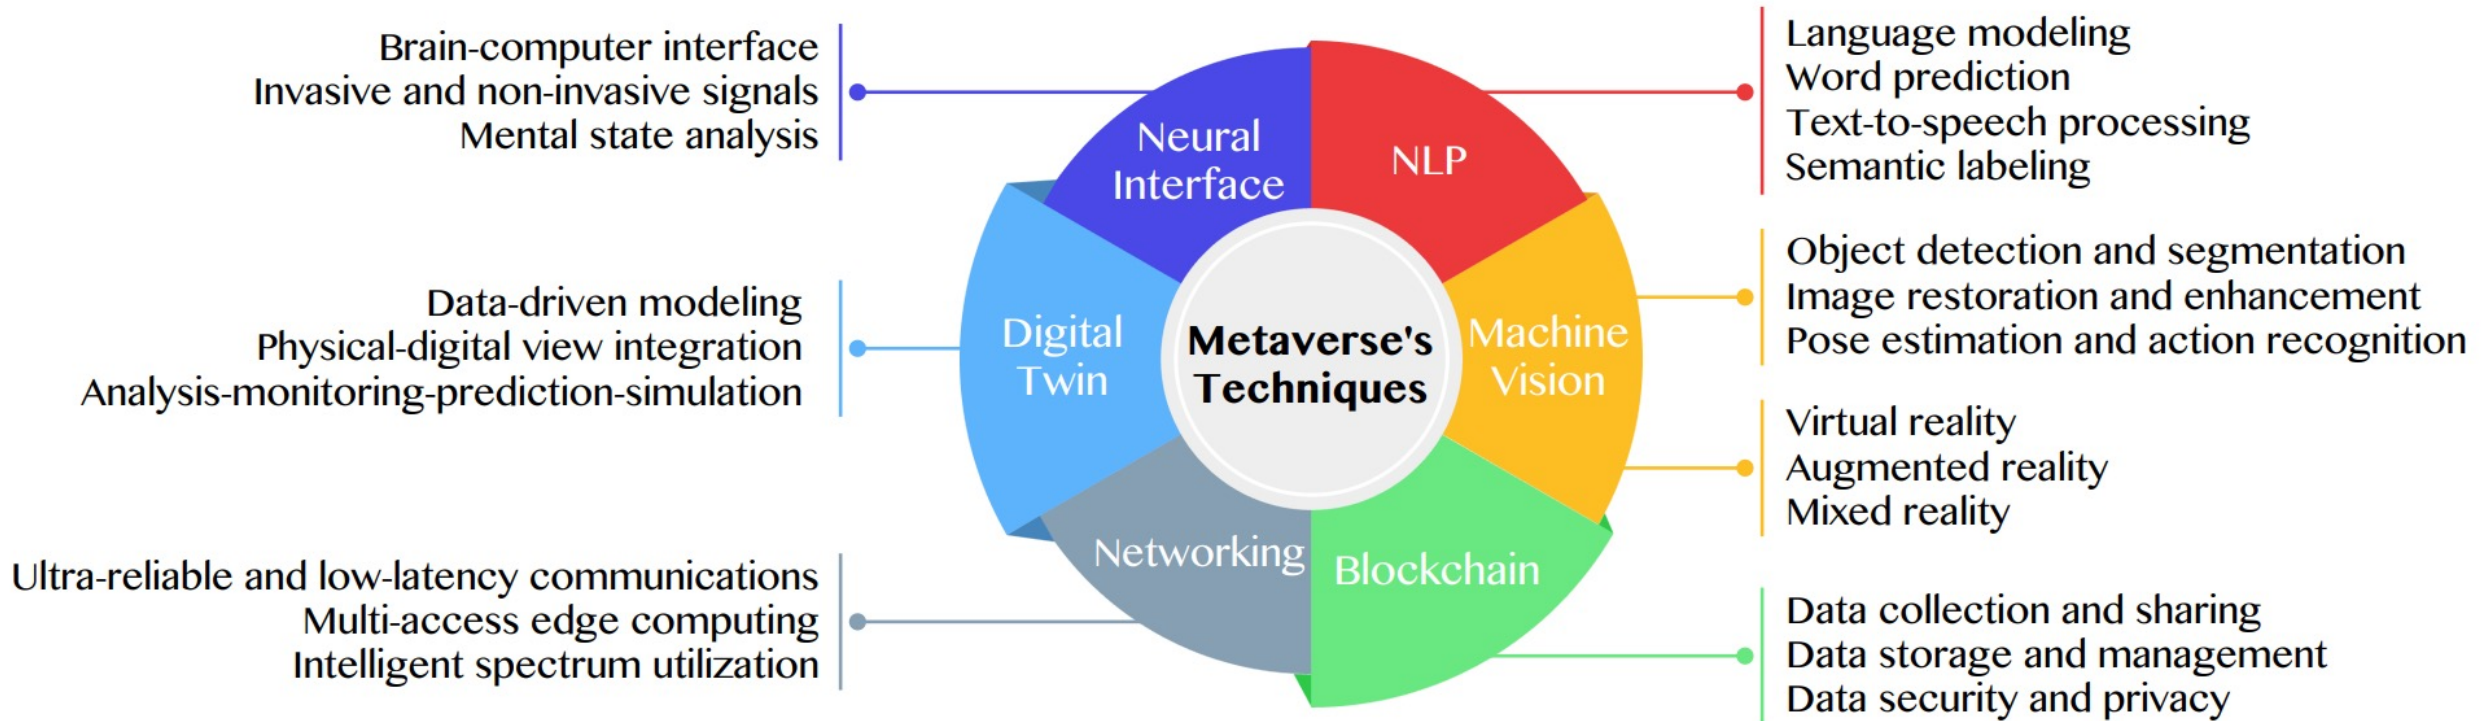 Brain-computer interface
Invasive and non-invasive signals
Mental state analysis
Data-driven modeling
Physical-digital view integration
Analysis-monitoring-prediction-simulation
Ultra-reliable and low-latency communications
Multi-access edge computing
Intelligent spectrum utilization
Neural
Interface
NLP
Digital
Twin
Metaverse's
Techniques
Machine
Vision
Networking
Blockchain
Language modeling
Word prediction
Text-to-speech processing
Semantic labeling
Object detection and segmentation
Image restoration and enhancement
Pose estimation and action recognition
Virtual reality
Augmented reality
Mixed reality
Data collection and sharing
Data storage and management
Data security and privacy